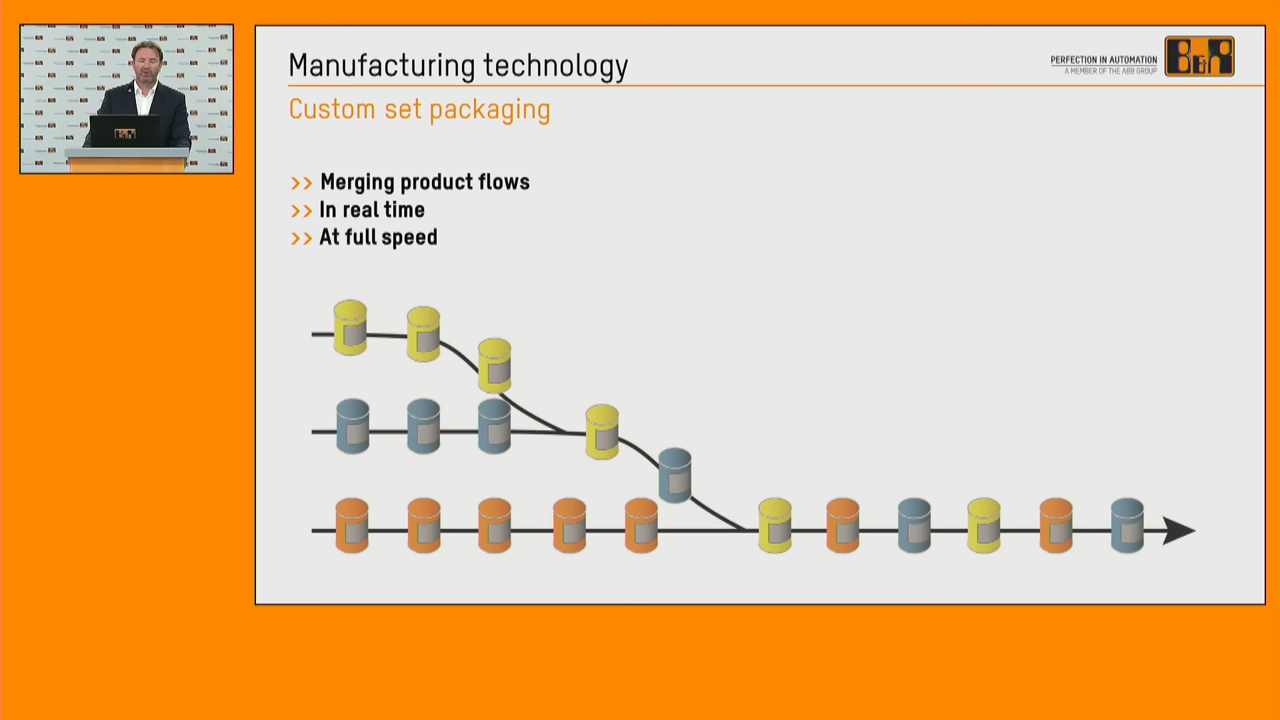 Manufacturing technology
PERFECTION IN AUTOMATION
A MEMBER OF THE ABB GROUP
B&R
Custom set packaging
>> Merging product flows
>> In real time
>> At full speed
B&R